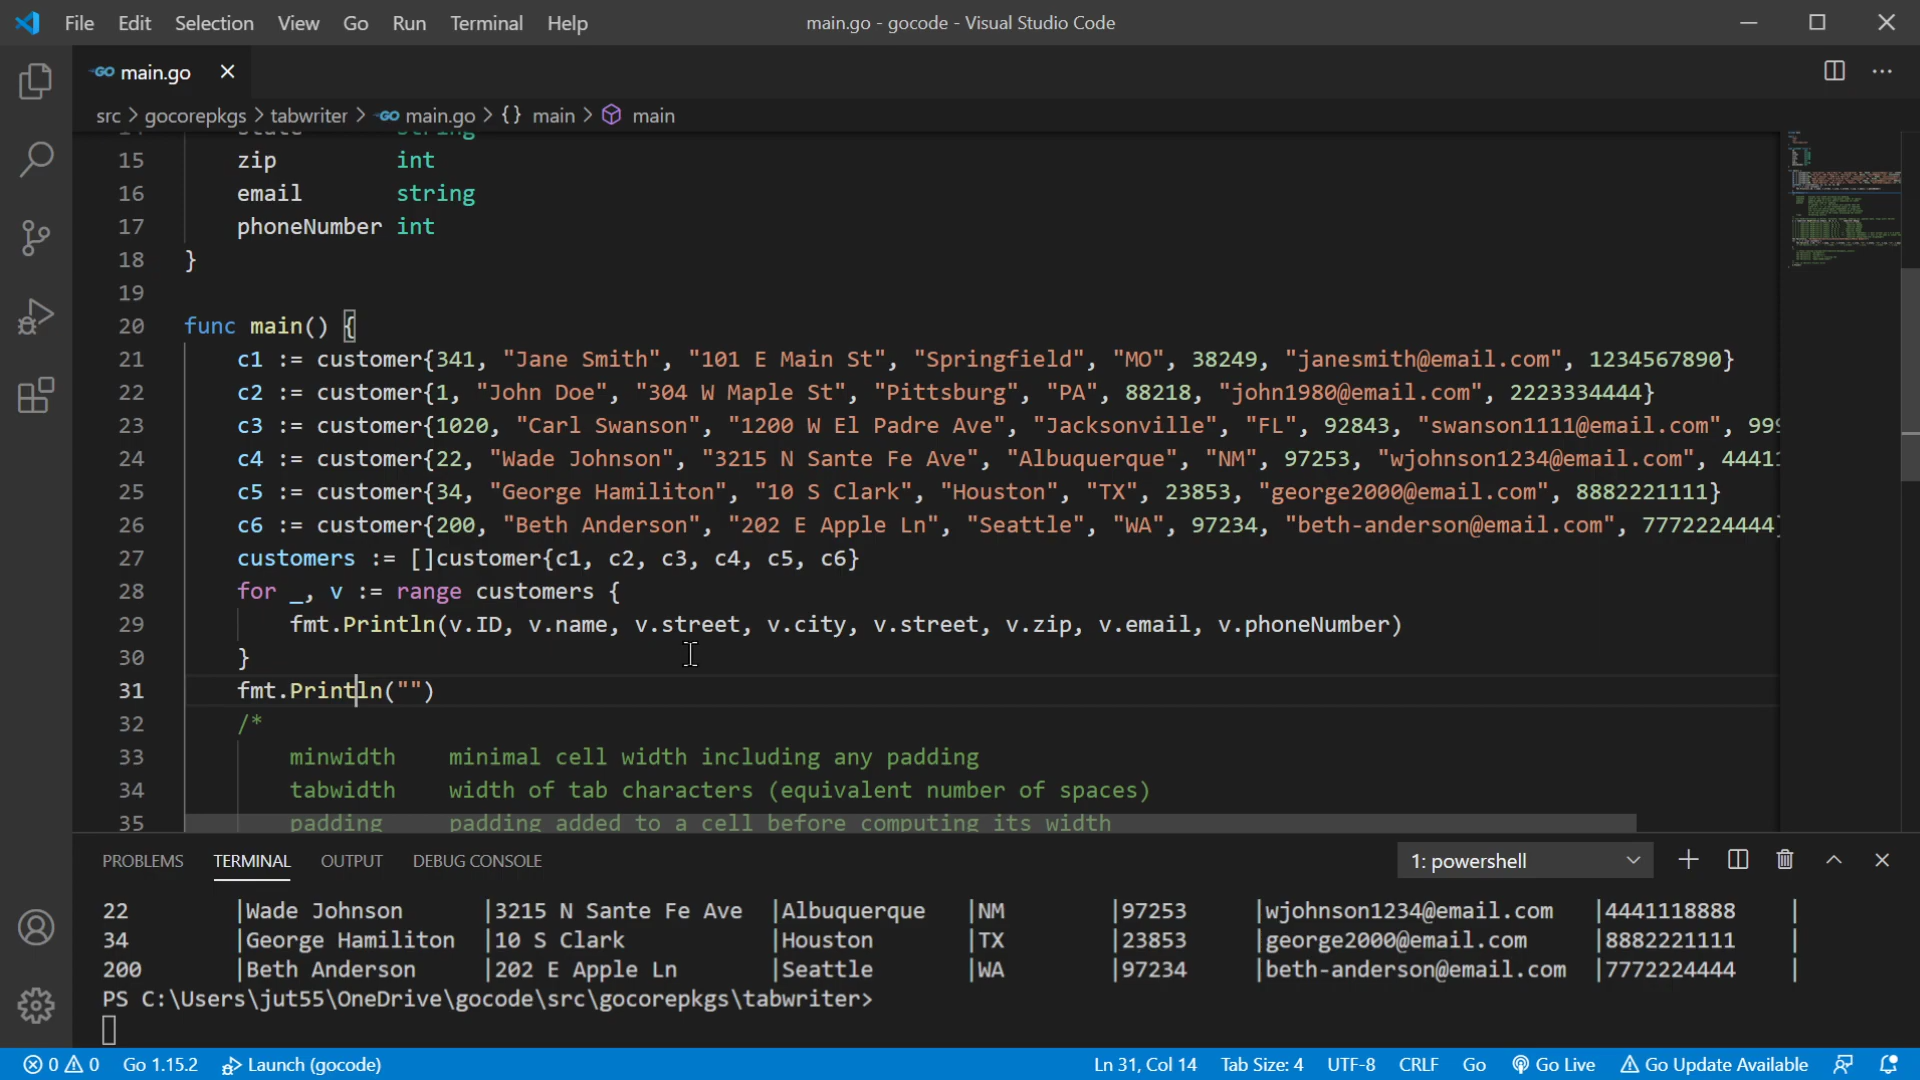 File Edit Selection View Go Run Terminal Help main.go - gocode - Visual Studio Code
GO main.go
src > gocorepkgs > tabwriter > GO main.go > {} main > main
15 zip int
16 email string
17 phoneNumber int
18 }
19
20 func main() {
21 c1 := customer{341, "Jane Smith", "101 E Main St", "Springfield", "MO", 38249, "janesmith@email.com", 1234567890}
22 c2 := customer{1, "John Doe", "304 W Maple St", "Pittsburg", "PA", 88218, "john1980@email.com", 2223334444}
23 c3 := customer{1020, "Carl Swanson", "1200 W El Padre Ave", "Jacksonville", "FL", 92843, "swanson1111@email.com", 999
24 c4 := customer{22, "Wade Johnson", "3215 N Sante Fe Ave", "Albuquerque", "NM", 97253, "wjohnson1234@email.com", 4441
25 c5 := customer{34, "George Hamiliton", "10 S Clark", "Houston", "TX", 23853, "george2000@email.com", 8882221111}
26 c6 := customer{200, "Beth Anderson", "202 E Apple Ln", "Seattle", "WA", 97234, "beth-anderson@email.com", 7772224444}
27 customers := []customer{c1, c2, c3, c4, c5, c6}
28 for _, v := range customers {
29 fmt.Println(v.ID, v.name, v.street, v.city, v.street, v.zip, v.email, v.phoneNumber)
30 }
31 fmt.Println("")
32 /*
33 minwidth minimal cell width including any padding
34 tabwidth width of tab characters (equivalent number of spaces)
35 padding padding added to a cell before computing its width
PROBLEMS TERMINAL OUTPUT DEBUG CONSOLE 1: powershell
22 |Wade Johnson |3215 N Sante Fe Ave |Albuquerque |NM |97253 |wjohnson1234@email.com |4441118888 |
34 |George Hamiliton |10 S Clark |Houston |TX |23853 |george2000@email.com |8882221111 |
200 |Beth Anderson |202 E Apple Ln |Seattle |WA |97234 |beth-anderson@email.com |7772224444 |
PS C:\Users\jut55\OneDrive\gocode\src\gocorepkgs\tabwriter>
0 0 Go 1.15.2 Launch (gocode) Ln 31, Col 14 Tab Size: 4 UTF-8 CRLF Go Go Live Go Update Available